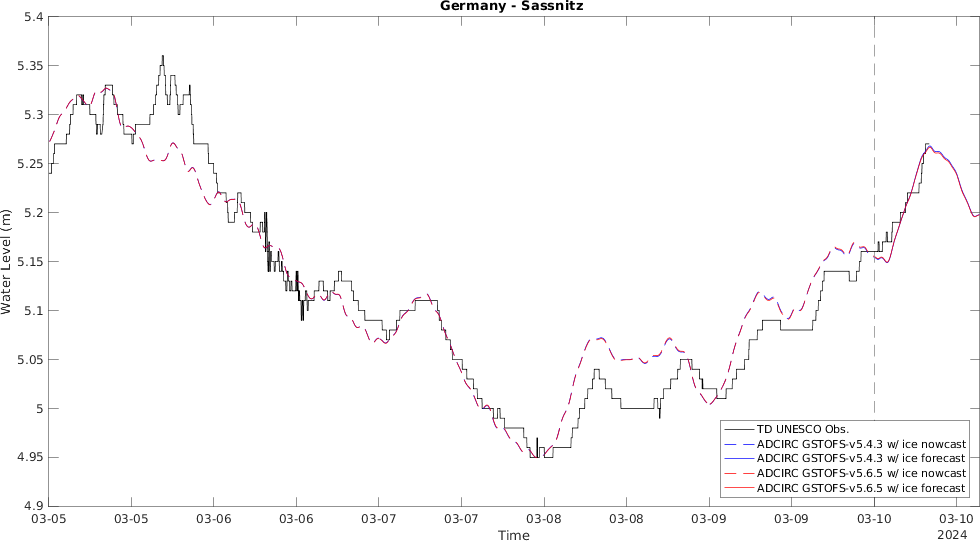 Germany - Sassnitz
5.4
5.35
5.3
5.25
5.2
5.15
5.1
5.05
5
4.95
4.9
Water Level (m)
TD UNESCO Obs.
ADCIRC GSTOFS-v5.4.3 w/ ice nowcast
ADCIRC GSTOFS-v5.4.3 w/ ice forecast
ADCIRC GSTOFS-v5.6.5 w/ ice nowcast
ADCIRC GSTOFS-v5.6.5 w/ ice forecast
03-05 03-05 03-06 03-06 03-07 03-07 03-08 03-08 03-09 03-09 03-10 03-10
Time
2024